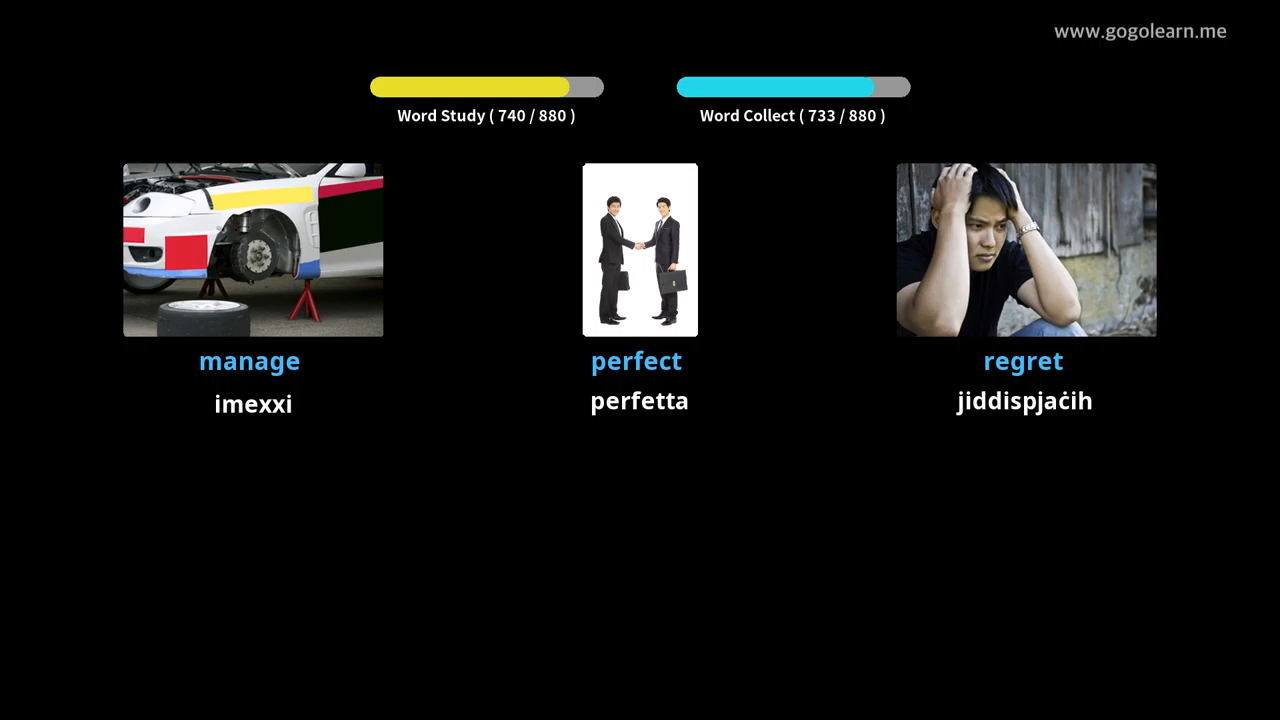 www.gogolearn.me
Word Study ( 740 / 880 )
Word Collect ( 733 / 880 )
manage
perfect
regret
imexxi
perfetta
jiddispjaċih